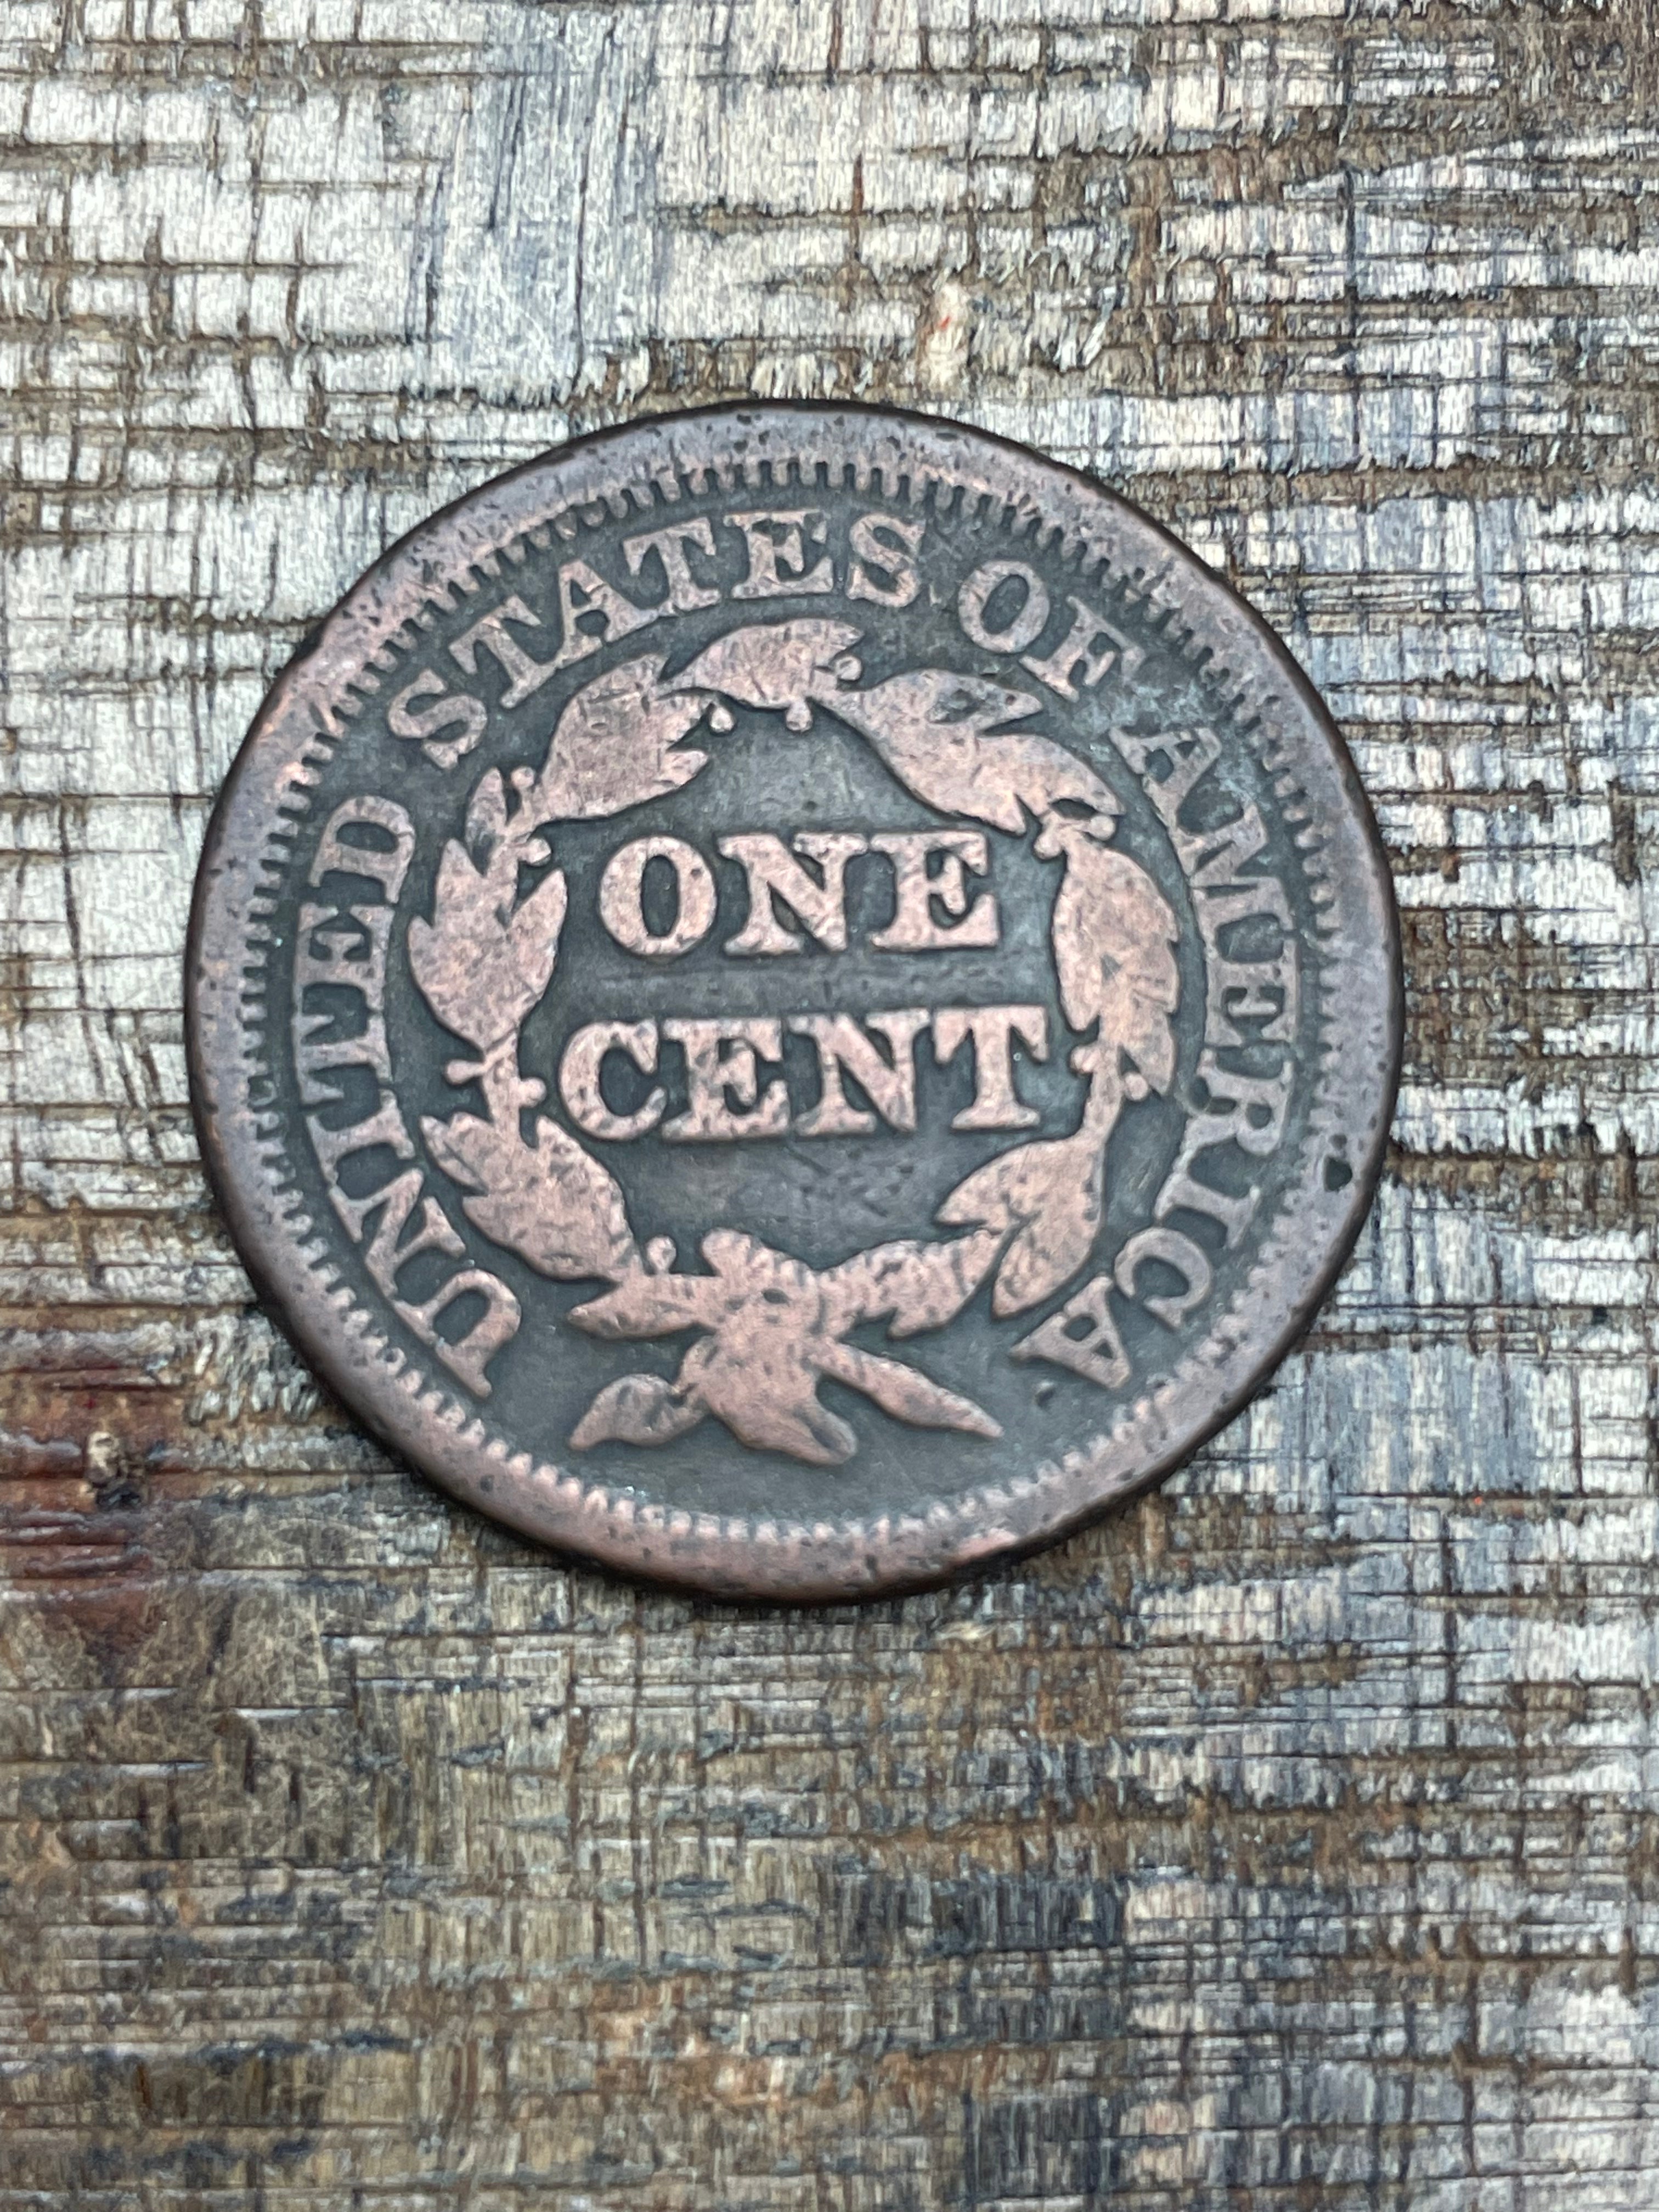 UNITED STATES OF AMERICA
ONE
CENT